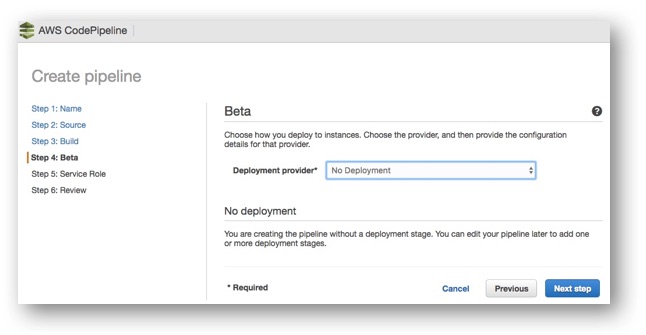 AWS CodePipeline
Create pipeline
Step 1: Name
Step 2: Source
Step 3: Build
Step 4: Beta
Step 5: Service Role
Step 6: Review
Beta
?
Choose how you deploy to instances. Choose the provider, and then provide the configuration
details for that provider.
Deployment provider* No Deployment
No deployment
You are creating the pipeline without a deployment stage. You can edit your pipeline later to add one
or more deployment stages.
* Required
Cancel Previous Next step